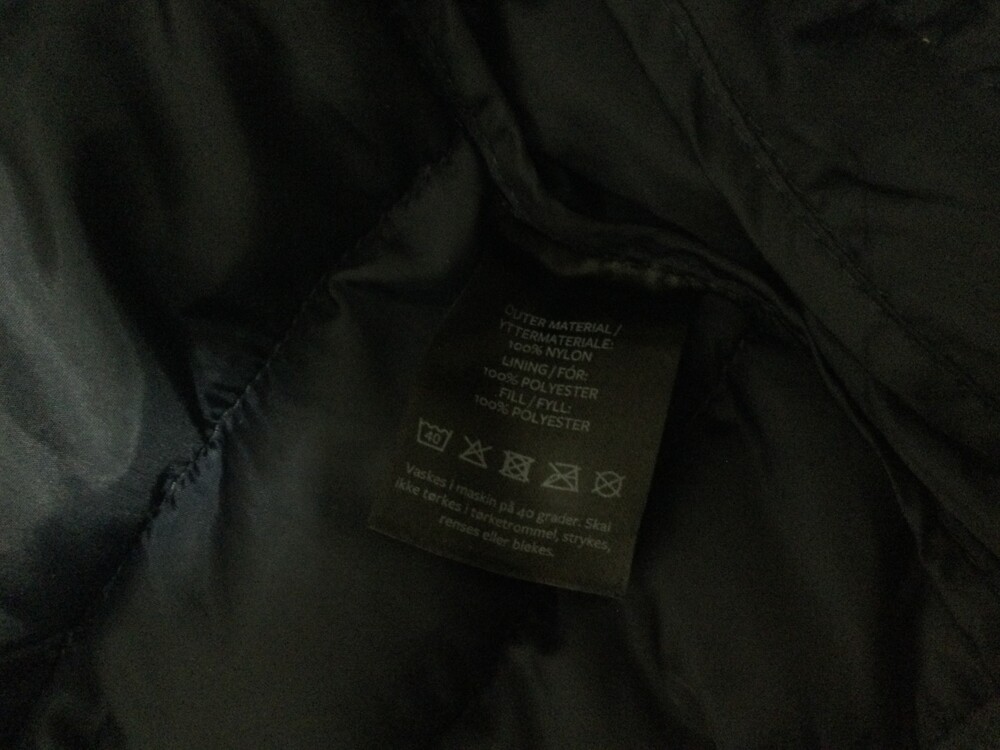 OUTER MATERIAL /
YTTERMATERIALE:
100% NYLON
LINING / FÓR:
100% POLYESTER
FILL / FYLL:
100% POLYESTER
40
Vaskes i maskin på 40 grader. Skal
ikke tørkes i tørketrommel, strykes,
renses eller blekes.